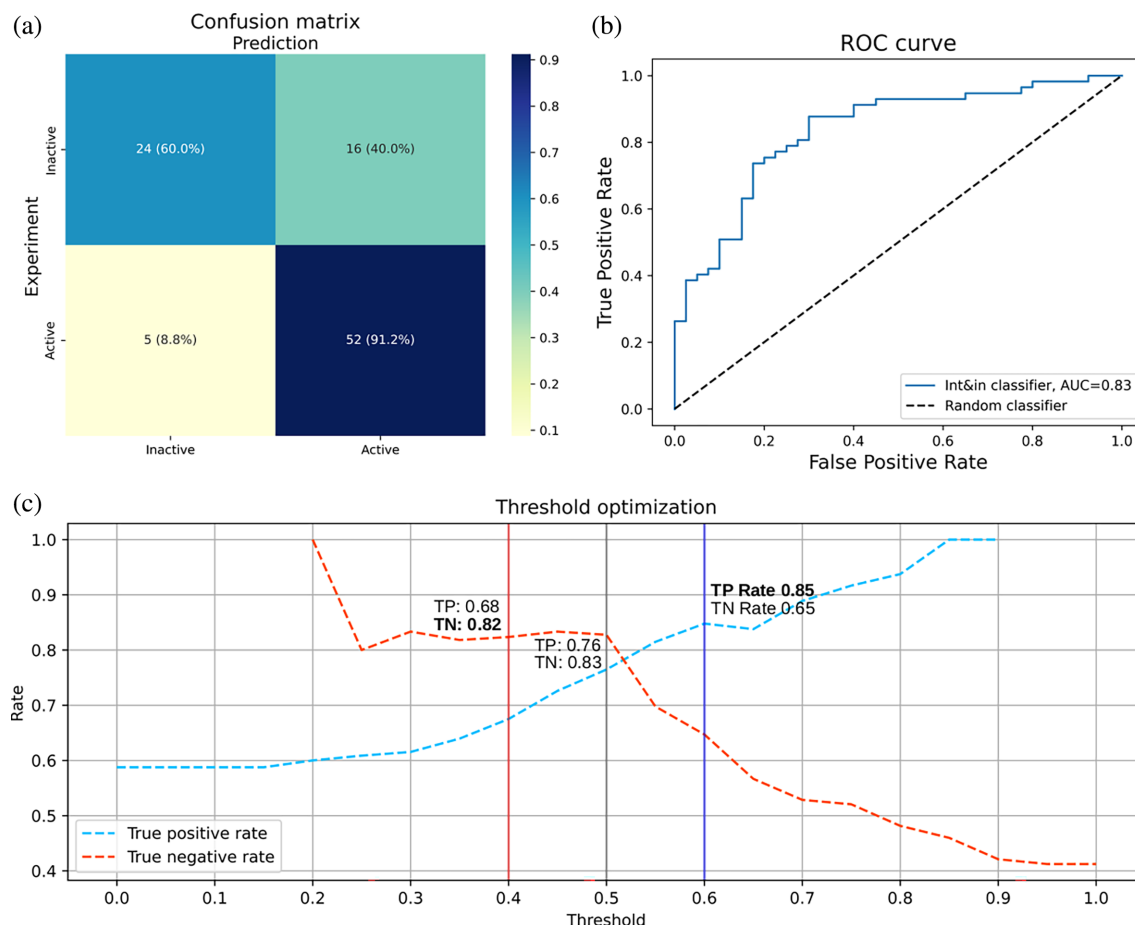 (a)
Confusion matrix
Prediction
Experiment
Inactive
Active
24 (60.0%)
16 (40.0%)
5 (8.8%)
52 (91.2%)
Inactive
Active
0.9
0.8
0.7
0.6
0.5
0.4
0.3
0.2
0.1
(b)
ROC curve
True Positive Rate
1.0
0.8
0.6
0.4
0.2
0.0
Int&in classifier, AUC=0.83
Random classifier
0.0
0.2
0.4
0.6
0.8
1.0
False Positive Rate
(c)
Threshold optimization
Rate
1.0
0.9
0.8
0.7
0.6
0.5
0.4
TP: 0.68
TN: 0.82
TP: 0.76
TN: 0.83
TP Rate 0.85
TN Rate 0.65
True positive rate
True negative rate
0.0
0.1
0.2
0.3
0.4
0.5
0.6
0.7
0.8
0.9
1.0
Threshold